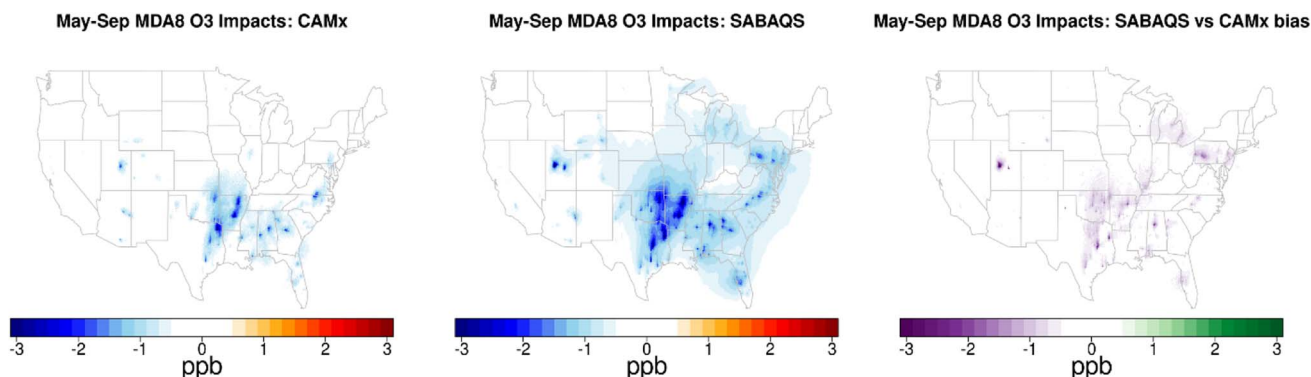 May-Sep MDA8 O3 Impacts: CAMx
May-Sep MDA8 O3 Impacts: SABAQS
May-Sep MDA8 O3 Impacts: SABAQS vs CAMx bias
-3 -2 -1 0 1 2 3
ppb
-3 -2 -1 0 1 2 3
ppb
-3 -2 -1 0 1 2 3
ppb